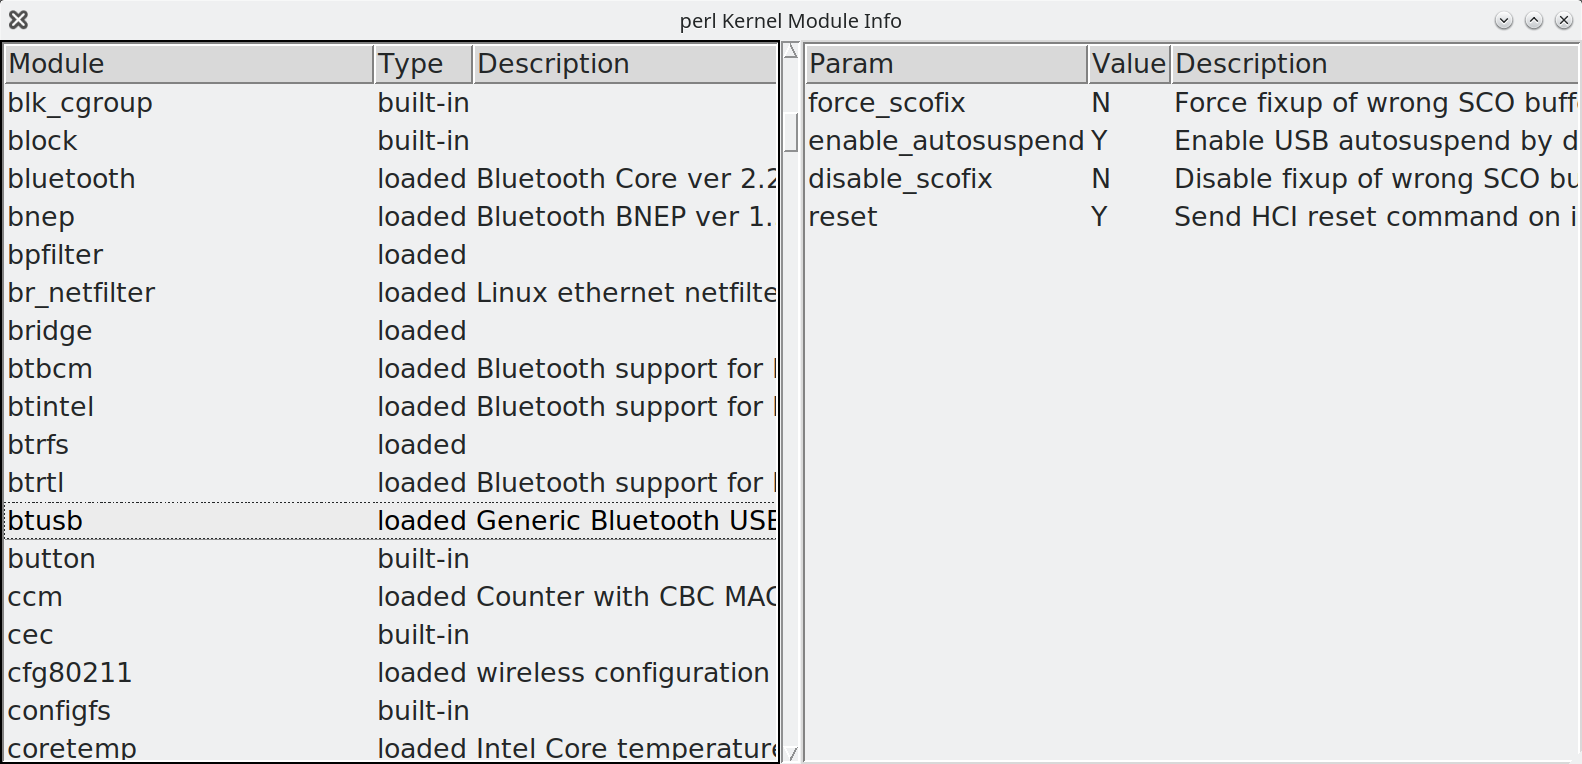 perl Kernel Module Info
Module Type Description
blk_cgroup built-in
block built-in
bluetooth loaded Bluetooth Core ver 2.2
bnep loaded Bluetooth BNEP ver 1.
bpfilter loaded
br_netfilter loaded Linux ethernet netfilte
bridge loaded
btbcm loaded Bluetooth support for
btintel loaded Bluetooth support for
btrfs loaded
btrtl loaded Bluetooth support for
btusb loaded Generic Bluetooth USB
button built-in
ccm loaded Counter with CBC MAC
cec built-in
cfg80211 loaded wireless configuration
configfs built-in
coretemp loaded Intel Core temperature
Param Value Description
force_scofix N Force fixup of wrong SCO buff
enable_autosuspend Y Enable USB autosuspend by d
disable_scofix N Disable fixup of wrong SCO bu
reset Y Send HCI reset command on i